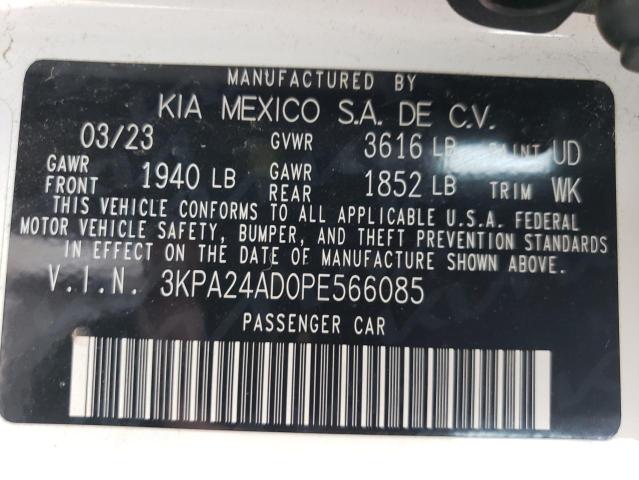 MANUFACTURED BY
KIA MEXICO S.A. DE C.V.
03/23 GVWR 3616 LB PAINT UD
GAWR FRONT 1940 LB GAWR REAR 1852 LB TRIM WK
THIS VEHICLE CONFORMS TO ALL APPLICABLE U.S.A. FEDERAL
MOTOR VEHICLE SAFETY, BUMPER, AND THEFT PREVENTION STANDARDS
IN EFFECT ON THE DATE OF MANUFACTURE SHOWN ABOVE.
V.I.N. 3KPA24AD0PE566085
PASSENGER CAR